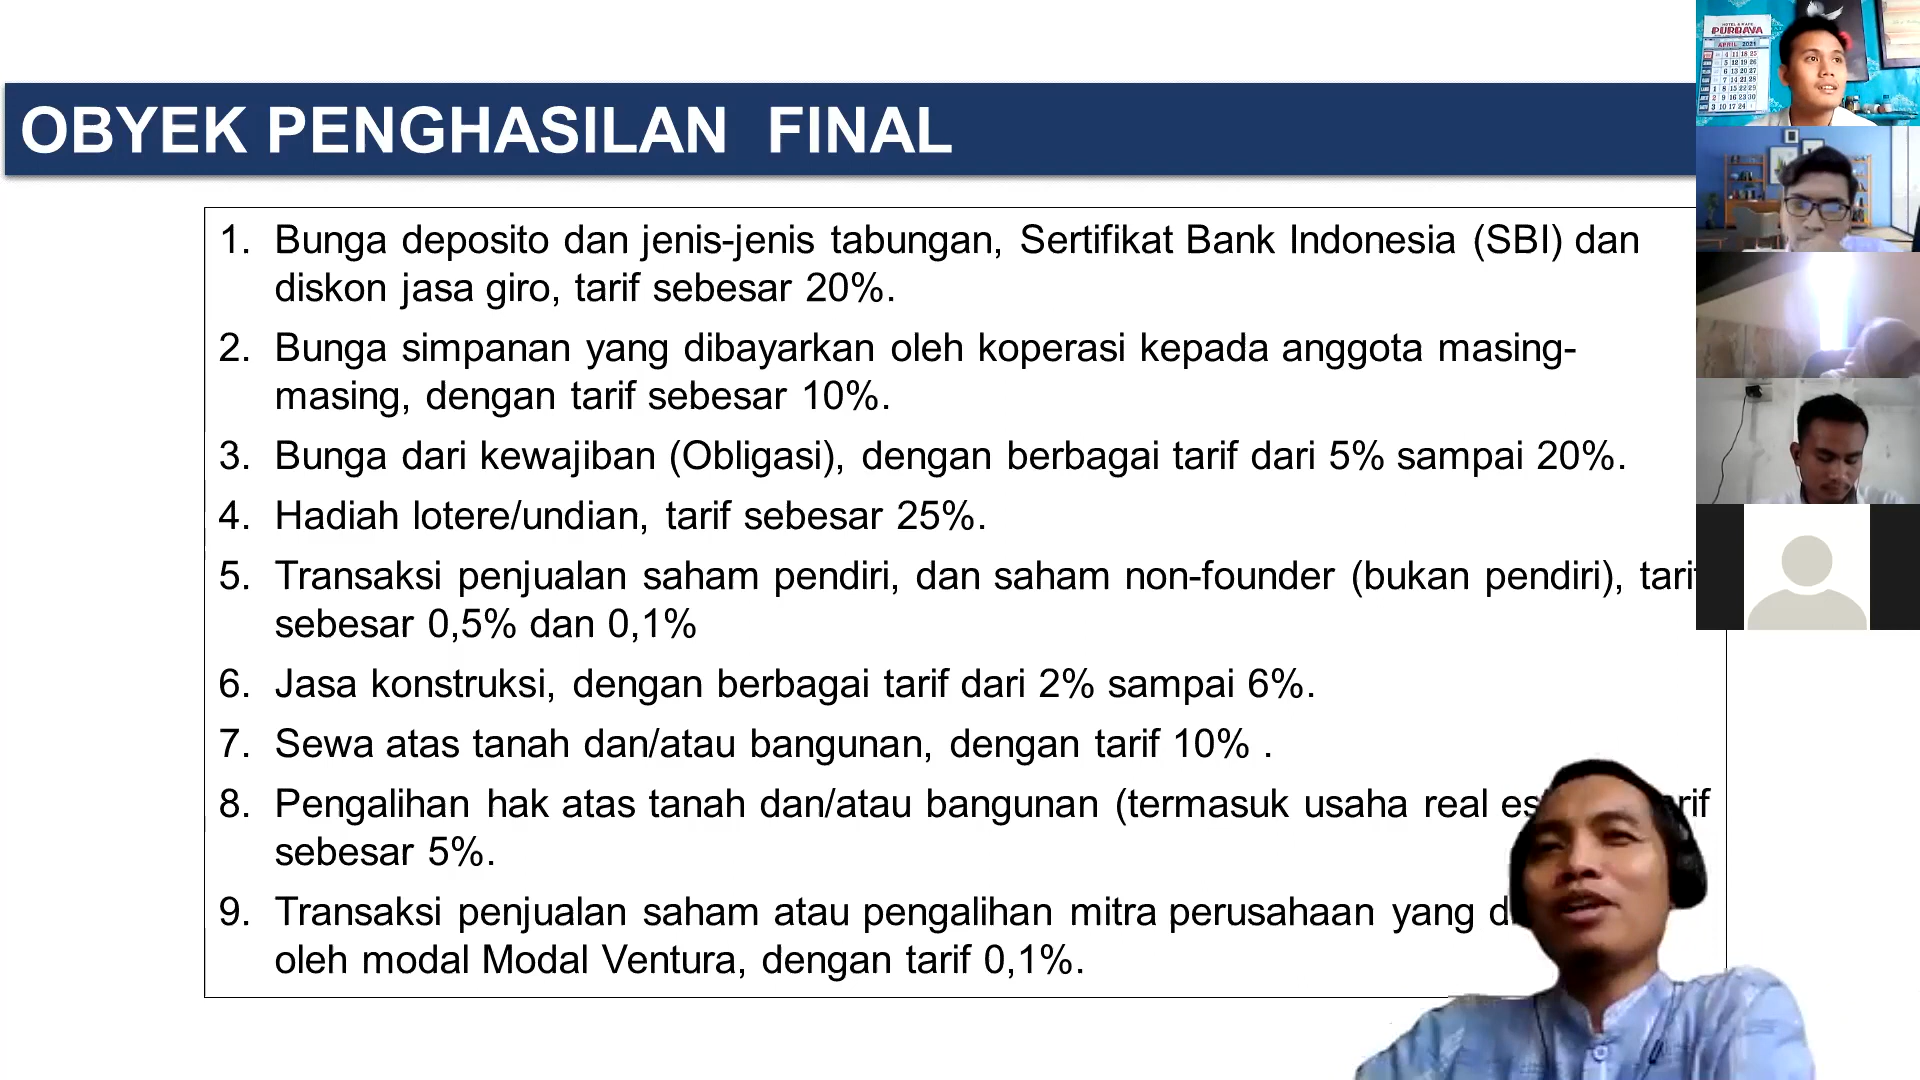 OBYEK PENGHASILAN FINAL
1. Bunga deposito dan jenis-jenis tabungan, Sertifikat Bank Indonesia (SBI) dan
diskon jasa giro, tarif sebesar 20%.
2. Bunga simpanan yang dibayarkan oleh koperasi kepada anggota masing-
masing, dengan tarif sebesar 10%.
3. Bunga dari kewajiban (Obligasi), dengan berbagai tarif dari 5% sampai 20%.
4. Hadiah lotere/undian, tarif sebesar 25%.
5. Transaksi penjualan saham pendiri, dan saham non-founder (bukan pendiri), tarif
sebesar 0,5% dan 0,1%
6. Jasa konstruksi, dengan berbagai tarif dari 2% sampai 6%.
7. Sewa atas tanah dan/atau bangunan, dengan tarif 10% .
8. Pengalihan hak atas tanah dan/atau bangunan (termasuk usaha real
sebesar 5%.
9. Transaksi penjualan saham atau pengalihan mitra perusahaan yang
oleh modal Modal Ventura, dengan tarif 0,1%.
PURBAYA
APRIL 2021